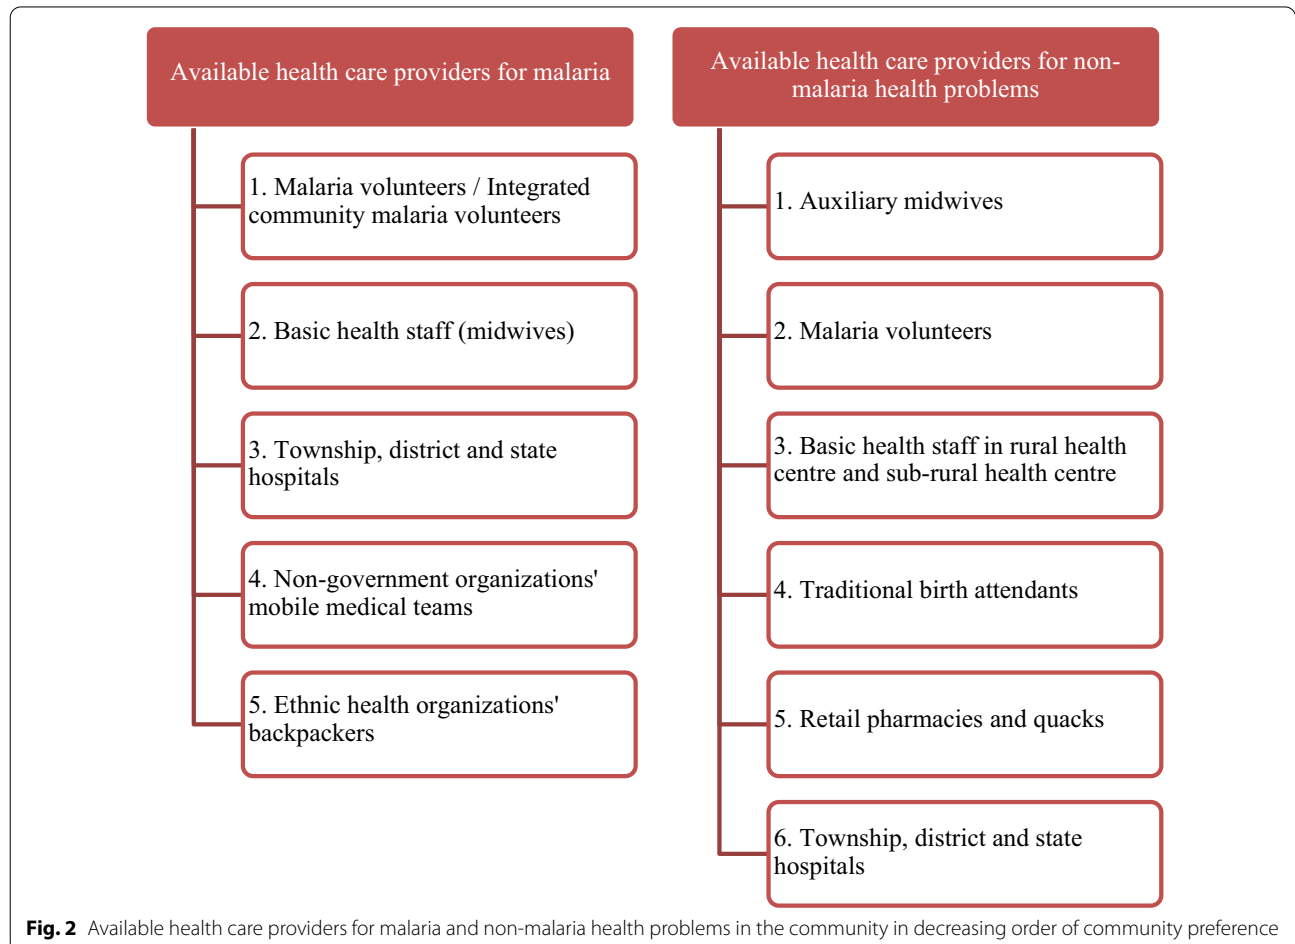 Available health care providers for malaria
1. Malaria volunteers / Integrated
community malaria volunteers
2. Basic health staff (midwives)
3. Township, district and state
hospitals
4. Non-government organizations'
mobile medical teams
5. Ethnic health organizations'
backpackers
Available health care providers for non-
malaria health problems
1. Auxiliary midwives
2. Malaria volunteers
3. Basic health staff in rural health
centre and sub-rural health centre
4. Traditional birth attendants
5. Retail pharmacies and quacks
6. Township, district and state
hospitals
Fig. 2 Available health care providers for malaria and non-malaria health problems in the community in decreasing order of community preference